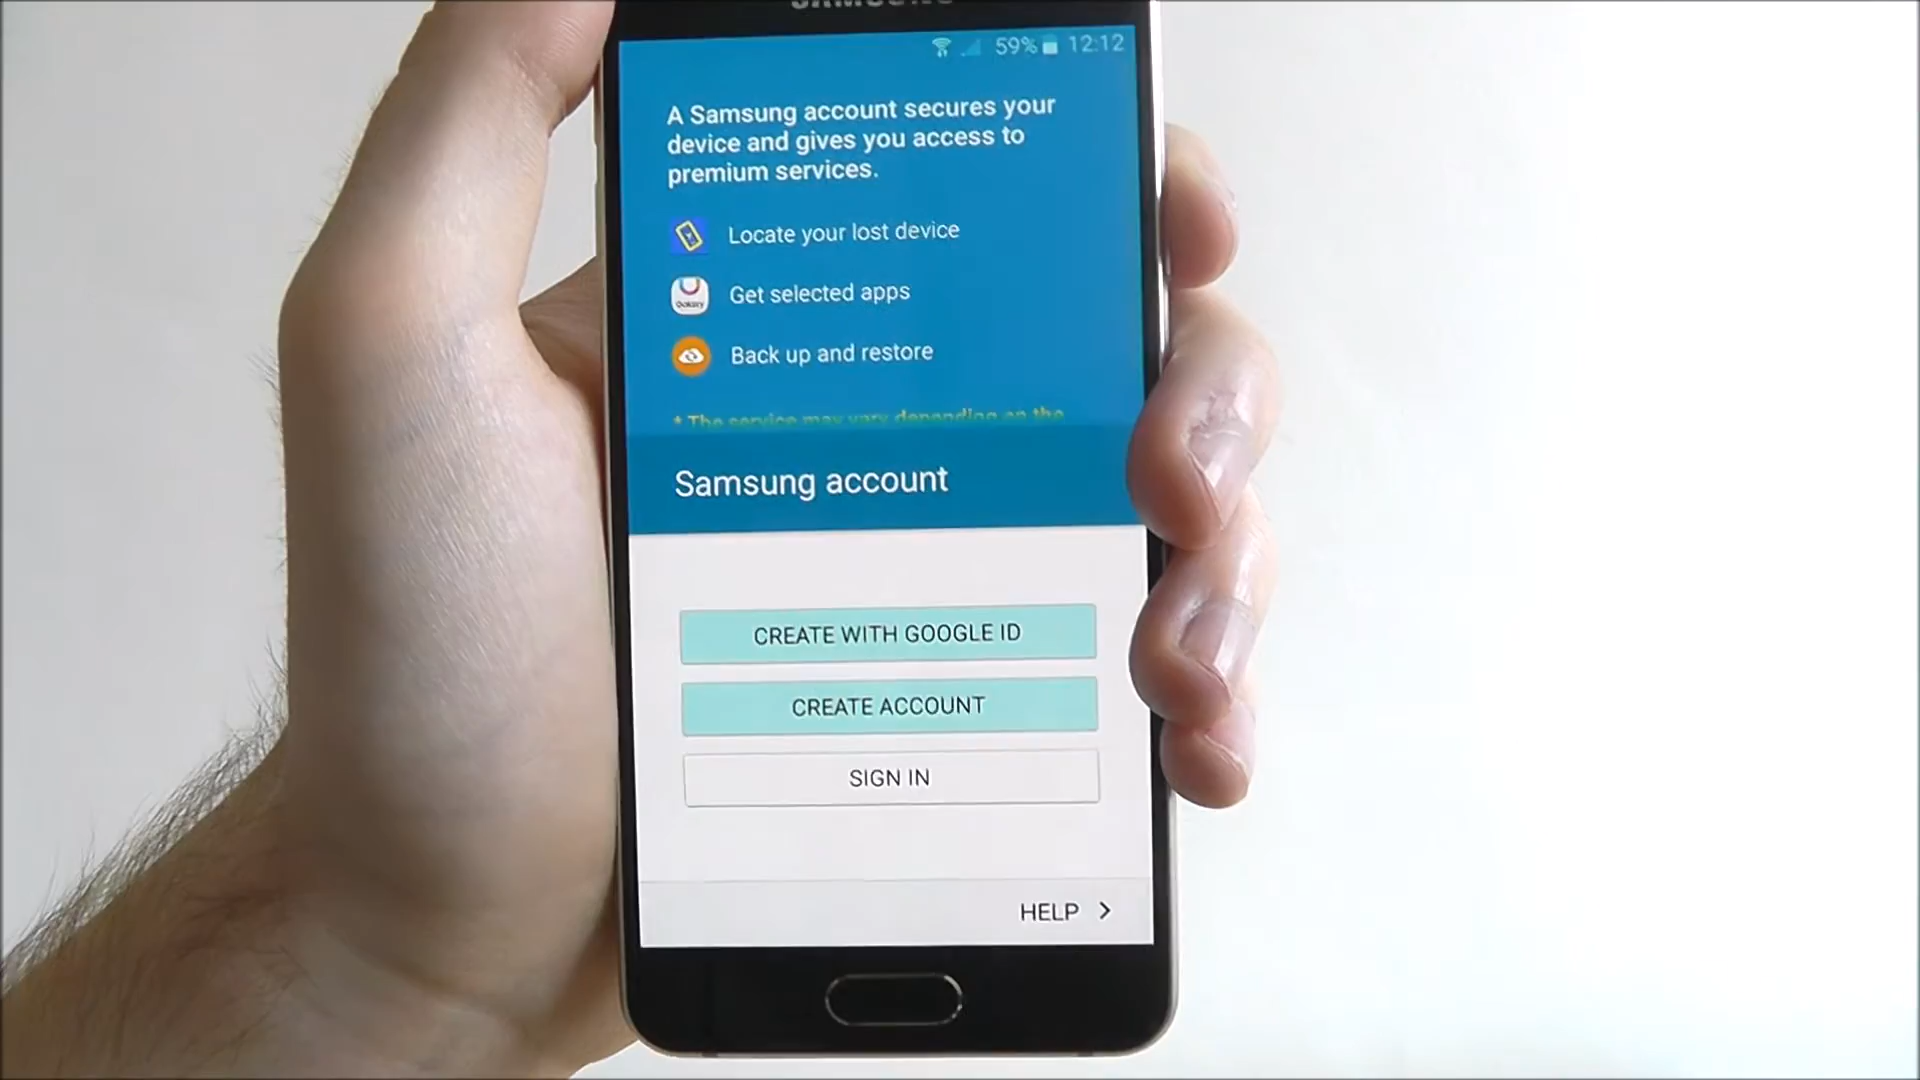 SAMSUNG
59% 12:12
A Samsung account secures your
device and gives you access to
premium services.
Locate your lost device
Galaxy
Get selected apps
Back up and restore
* The service may vary depending on the
Samsung account
CREATE WITH GOOGLE ID
CREATE ACCOUNT
SIGN IN
HELP